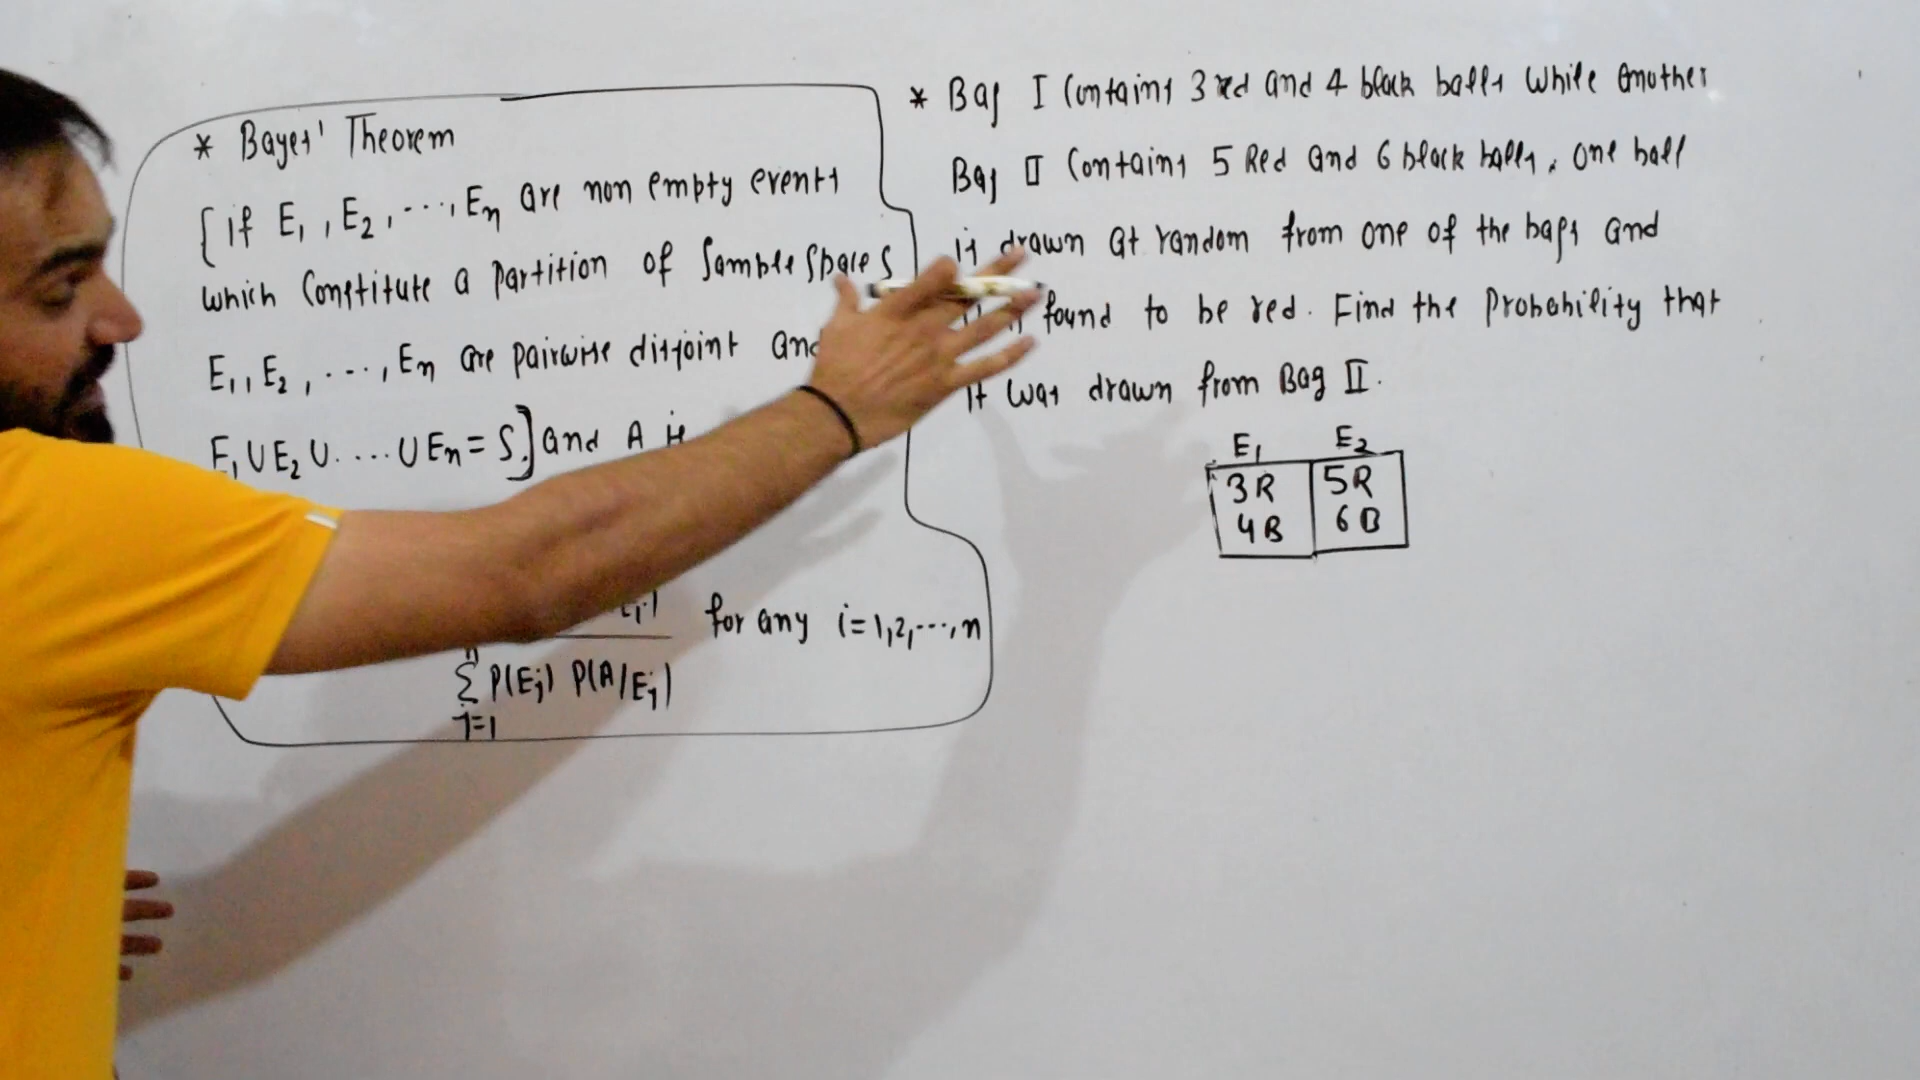 * Bayes' Theorem
[if E1, E2, ..., En are non empty events
which Constitute a Partition of Sample Space S
E1, E2, ..., En are pairwise disjoint and
E1 U E2 U .... U En = S.] and A is
for any i = 1,2,...,n
n
Σ P(Ej) P(A/Ej)
j=1
* Bag I Contains 3 red and 4 black balls while another
Bag II Contains 5 Red and 6 black balls. One ball
is drawn at random from one of the bags and
found to be red. Find the Probability that
it was drawn from Bag II.
E1 E2
3R 5R
4B 6B